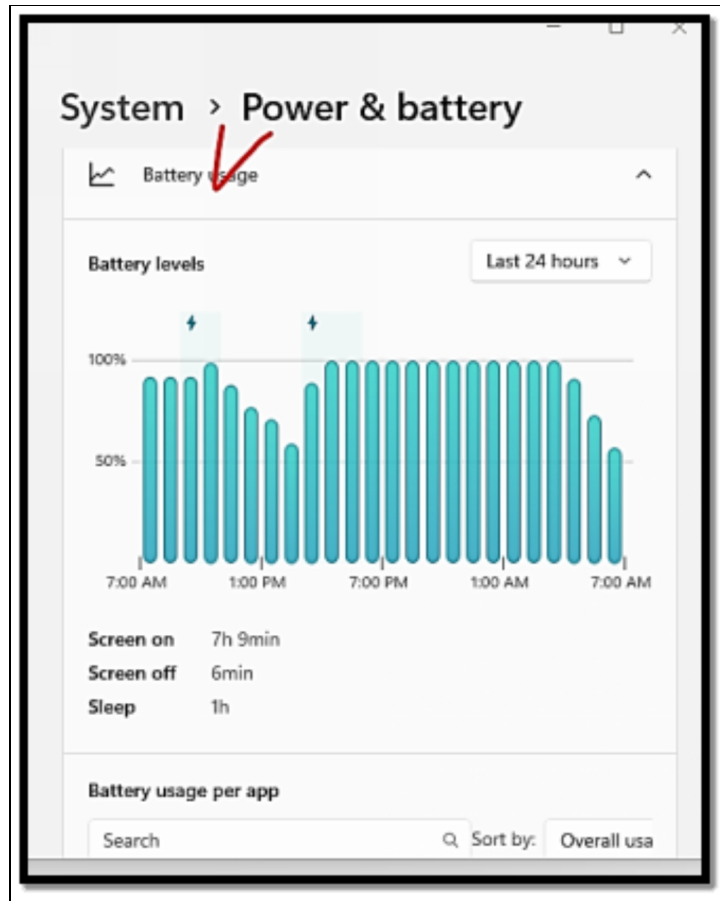 System > Power & battery
Battery usage
Battery levels
Last 24 hours
100%
50%
7:00 AM 1:00 PM 7:00 PM 1:00 AM 7:00 AM
Screen on 7h 9min
Screen off 6min
Sleep 1h
Battery usage per app
Search Sort by: Overall usa